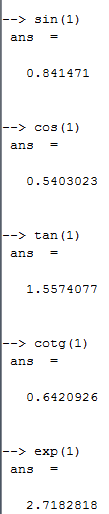 --> sin(1)
ans  =
0.841471
--> cos(1)
ans  =
0.5403023
--> tan(1)
ans  =
1.5574077
--> cotg(1)
ans  =
0.6420926
--> exp(1)
ans  =
2.7182818